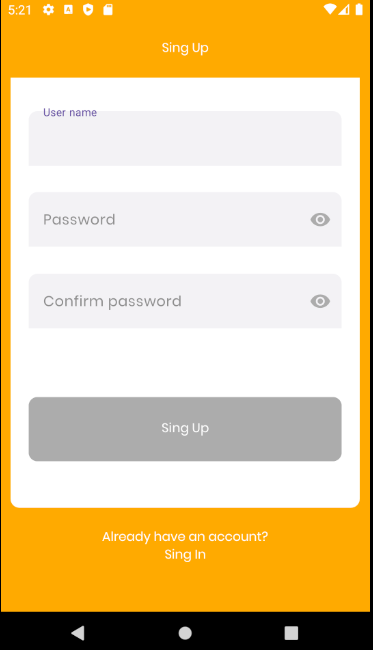 5:21
Sing Up
User name
Password
Confirm password
Sing Up
Already have an account?
Sing In